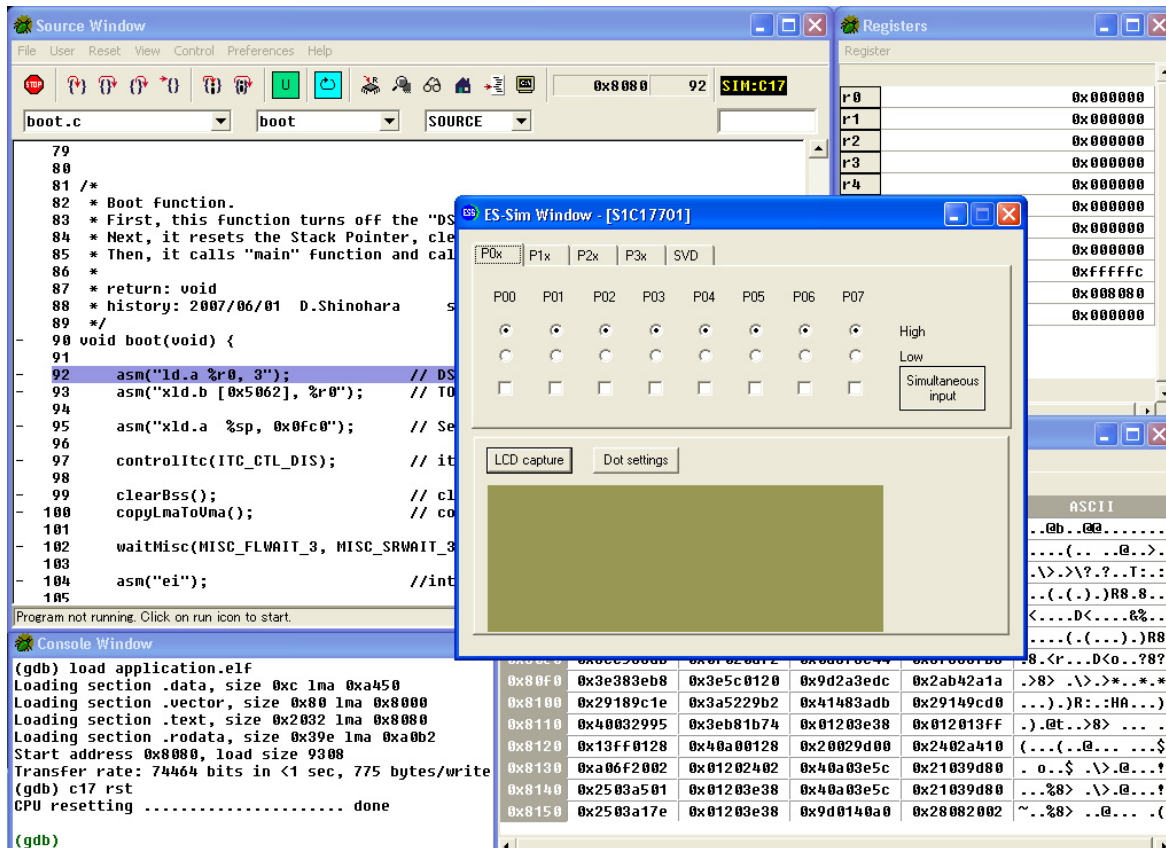 Source Window
File User Reset View Control Preferences Help
STOP U 0x8080 92 SIM:C17
boot.c boot SOURCE
79
80
81 /*
82 * Boot function.
83 * First, this function turns off the "DS
84 * Next, it resets the Stack Pointer, cle
85 * Then, it calls "main" function and cal
86 *
87 * return: void
88 * history: 2007/06/01 D.Shinohara s
89 */
- 90 void boot(void) {
91
- 92 asm("ld.a %r0, 3"); // DS
- 93 asm("xld.b [0x5062], %r0"); // TO
94
- 95 asm("xld.a %sp, 0x0fc0"); // Se
96
- 97 controlItc(ITC_CTL_DIS); // it
98
- 99 clearBss(); // cl
- 100 copyLmaToVma(); // co
101
- 102 waitMisc(MISC_FLWAIT_3, MISC_SRWAIT_3
103
- 104 asm("ei"); //int
105
Program not running. Click on run icon to start.
Registers
Register
r0 0x000000
r1 0x000000
r2 0x000000
r3 0x000000
r4 0x000000
0x000000
0x000000
0x000000
0xfffffc
0x008080
0x000000
ES-Sim Window - [S1C17701]
P0x P1x P2x P3x SVD
P00 P01 P02 P03 P04 P05 P06 P07
High
Low
Simultaneous
input
LCD capture Dot settings
Console Window
(gdb) load application.elf
Loading section .data, size 0xc lma 0xa450
Loading section .vector, size 0x80 lma 0x8000
Loading section .text, size 0x2032 lma 0x8080
Loading section .rodata, size 0x39e lma 0xa0b2
Start address 0x8080, load size 9308
Transfer rate: 74464 bits in <1 sec, 775 bytes/write
(gdb) c17 rst
CPU resetting ...................... done
(gdb)
ASCII
..@b..@@.......
....(.. ..@..>.
.\>.>\?.?..T:.:
..(.(.).)R8.8..
<....D<....&%..
....(.(...).)R8
.8.<r...D<o..?8?
0x80f0 0x3e383eb8 0x3e5c0120 0x9d2a3edc 0x2ab42a1a .>8> .\>.>*..*.*
0x8100 0x29189c1e 0x3a5229b2 0x41483adb 0x29149cd0 ...).)R:.:HA...)
0x8110 0x40032995 0x3eb81b74 0x01203e38 0x012013ff .).@t..>8> ... .
0x8120 0x13ff0128 0x40a00128 0x20029d00 0x2402a410 (...(..@... ...$
0x8130 0xa06f2002 0x01202402 0x40a03e5c 0x21039d80 . o..$ .\>.@...!
0x8140 0x2503a501 0x01203e38 0x40a03e5c 0x21039d80 ...%8> .\>.@...!
0x8150 0x2503a17e 0x01203e38 0x9d0140a0 0x28082002 ~..%8> ..@... .(